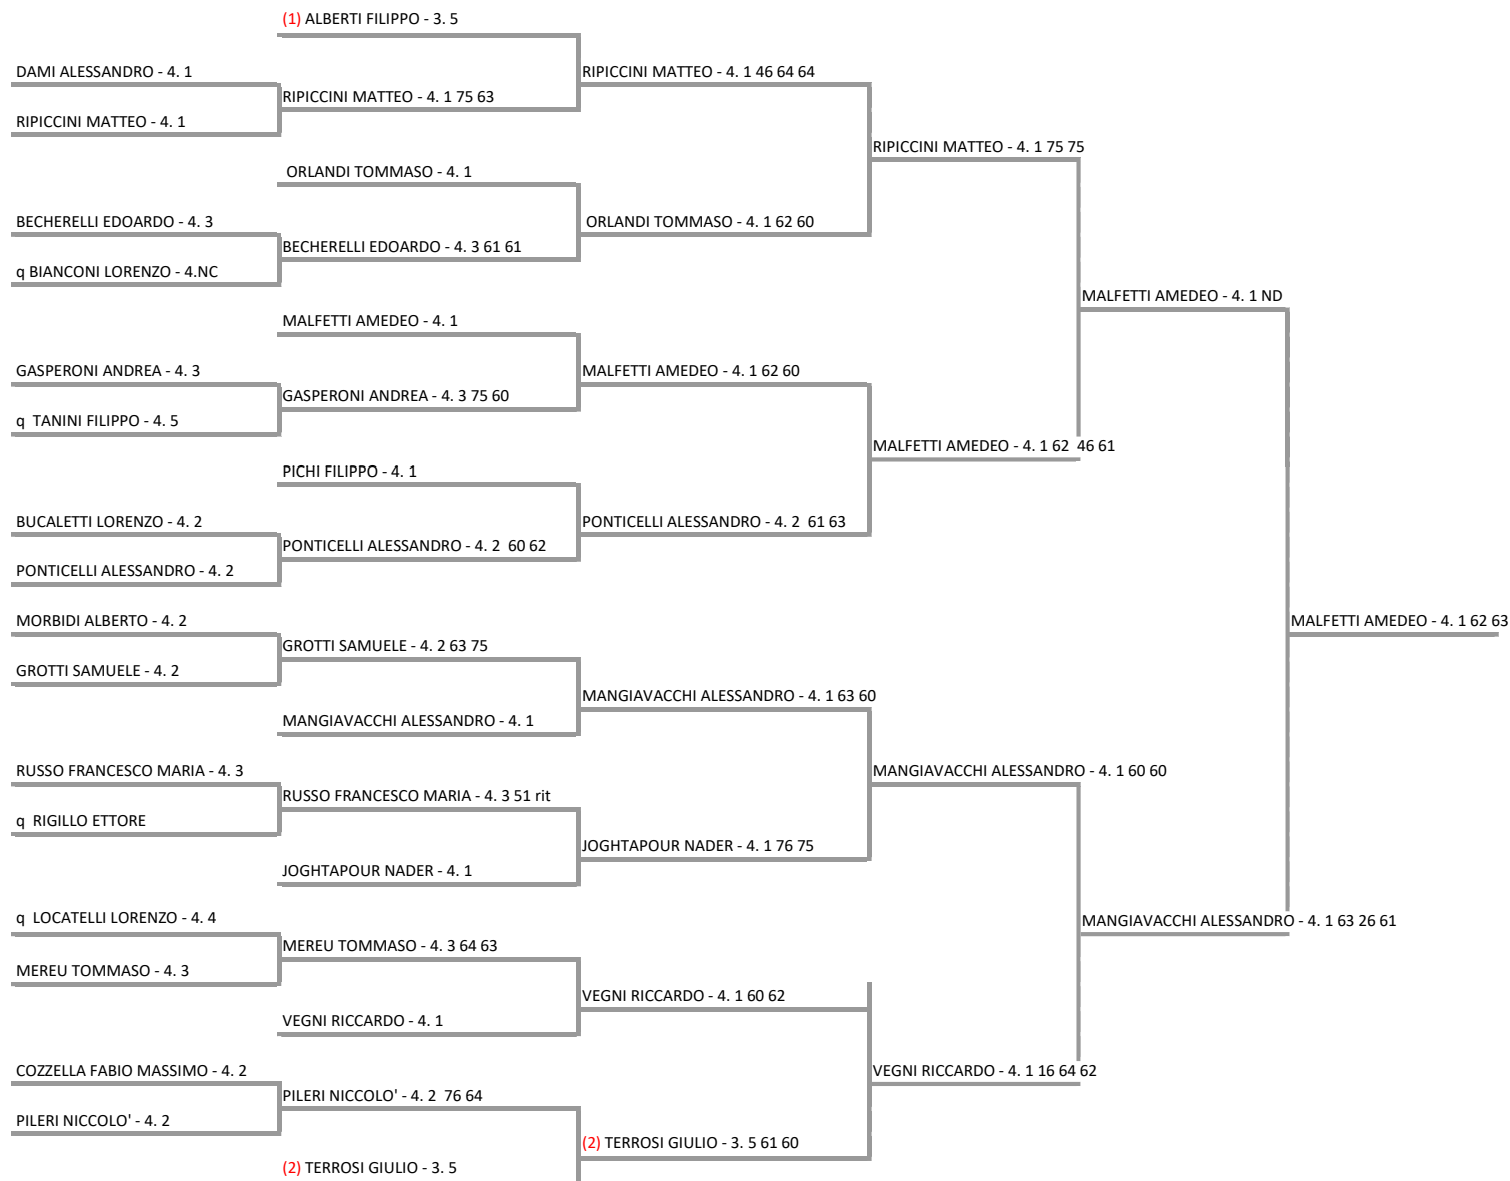 (1) ALBERTI FILIPPO - 3. 5
DAMI ALESSANDRO - 4. 1
RIPICCINI MATTEO - 4. 1 46 64 64
RIPICCINI MATTEO - 4. 1 75 63
RIPICCINI MATTEO - 4. 1
RIPICCINI MATTEO - 4. 1 75 75
ORLANDI TOMMASO - 4. 1
BECHERELLI EDOARDO - 4. 3
ORLANDI TOMMASO - 4. 1 62 60
BECHERELLI EDOARDO - 4. 3 61 61
q BIANCONI LORENZO - 4.NC
MALFETTI AMEDEO - 4. 1 ND
MALFETTI AMEDEO - 4. 1
GASPERONI ANDREA - 4. 3
MALFETTI AMEDEO - 4. 1 62 60
GASPERONI ANDREA - 4. 3 75 60
q TANINI FILIPPO - 4. 5
MALFETTI AMEDEO - 4. 1 62 46 61
PICHI FILIPPO - 4. 1
BUCALETTI LORENZO - 4. 2
PONTICELLI ALESSANDRO - 4. 2 61 63
PONTICELLI ALESSANDRO - 4. 2 60 62
PONTICELLI ALESSANDRO - 4. 2
MORBIDI ALBERTO - 4. 2
MALFETTI AMEDEO - 4. 1 62 63
GROTTI SAMUELE - 4. 2 63 75
GROTTI SAMUELE - 4. 2
MANGIAVACCHI ALESSANDRO - 4. 1 63 60
MANGIAVACCHI ALESSANDRO - 4. 1
RUSSO FRANCESCO MARIA - 4. 3
MANGIAVACCHI ALESSANDRO - 4. 1 60 60
RUSSO FRANCESCO MARIA - 4. 3 51 rit
q RIGILLO ETTORE
JOGHTAPOUR NADER - 4. 1 76 75
JOGHTAPOUR NADER - 4. 1
q LOCATELLI LORENZO - 4. 4
MANGIAVACCHI ALESSANDRO - 4. 1 63 26 61
MEREU TOMMASO - 4. 3 64 63
MEREU TOMMASO - 4. 3
VEGNI RICCARDO - 4. 1 60 62
VEGNI RICCARDO - 4. 1
COZZELLA FABIO MASSIMO - 4. 2
VEGNI RICCARDO - 4. 1 16 64 62
PILERI NICCOLO' - 4. 2 76 64
PILERI NICCOLO' - 4. 2
(2) TERROSI GIULIO - 3. 5 61 60
(2) TERROSI GIULIO - 3. 5